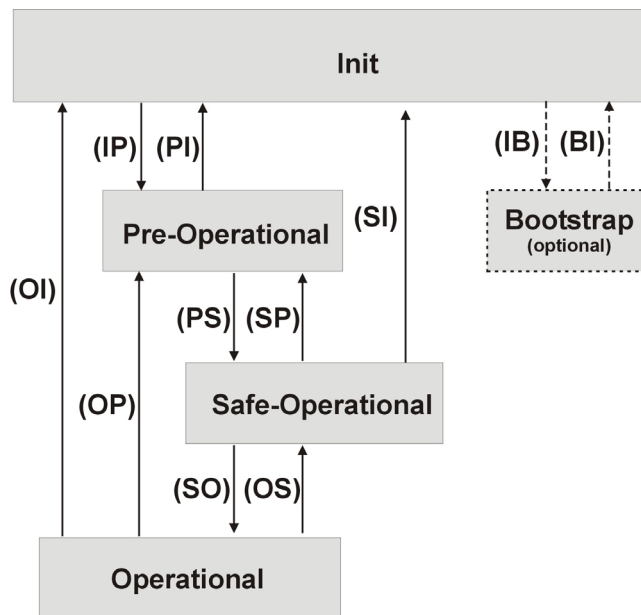 Init
(IP) (PI)
(IB) (BI)
Pre-Operational
(SI)
Bootstrap
(optional)
(OI)
(PS) (SP)
(OP)
Safe-Operational
(SO) (OS)
Operational